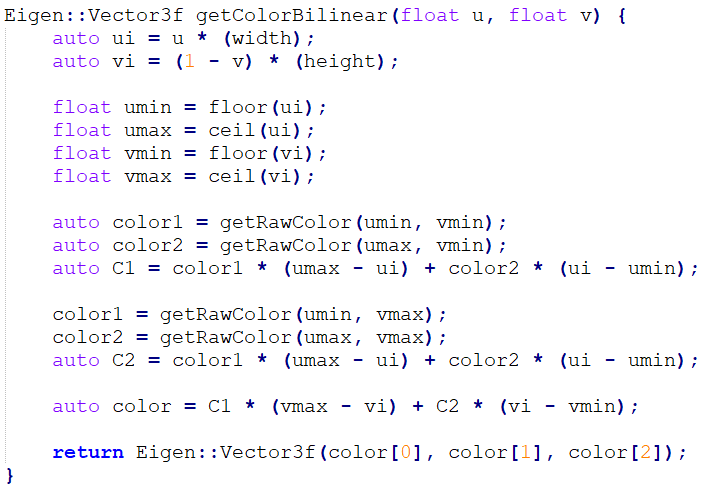 Eigen::Vector3f getColorBilinear(float u, float v) {
    auto ui = u * (width);
    auto vi = (1 - v) * (height);

    float umin = floor(ui);
    float umax = ceil(ui);
    float vmin = floor(vi);
    float vmax = ceil(vi);

    auto color1 = getRawColor(umin, vmin);
    auto color2 = getRawColor(umax, vmin);
    auto C1 = color1 * (umax - ui) + color2 * (ui - umin);

    color1 = getRawColor(umin, vmax);
    color2 = getRawColor(umax, vmax);
    auto C2 = color1 * (umax - ui) + color2 * (ui - umin);

    auto color = C1 * (vmax - vi) + C2 * (vi - vmin);

    return Eigen::Vector3f(color[0], color[1], color[2]);
}